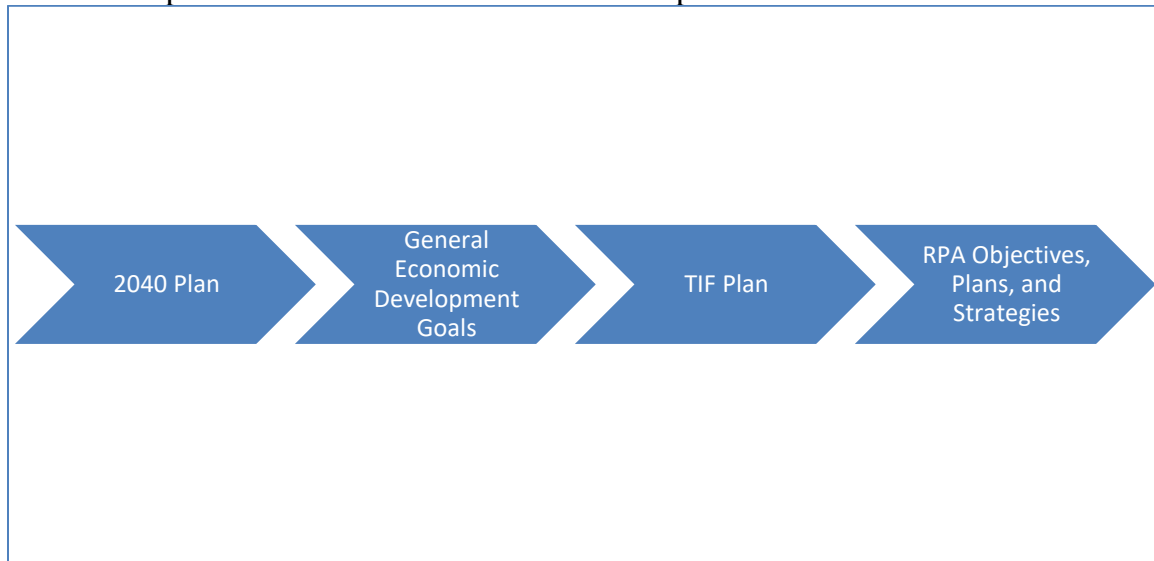 2040 Plan
General
Economic
Development
Goals
TIF Plan
RPA Objectives,
Plans, and
Strategies